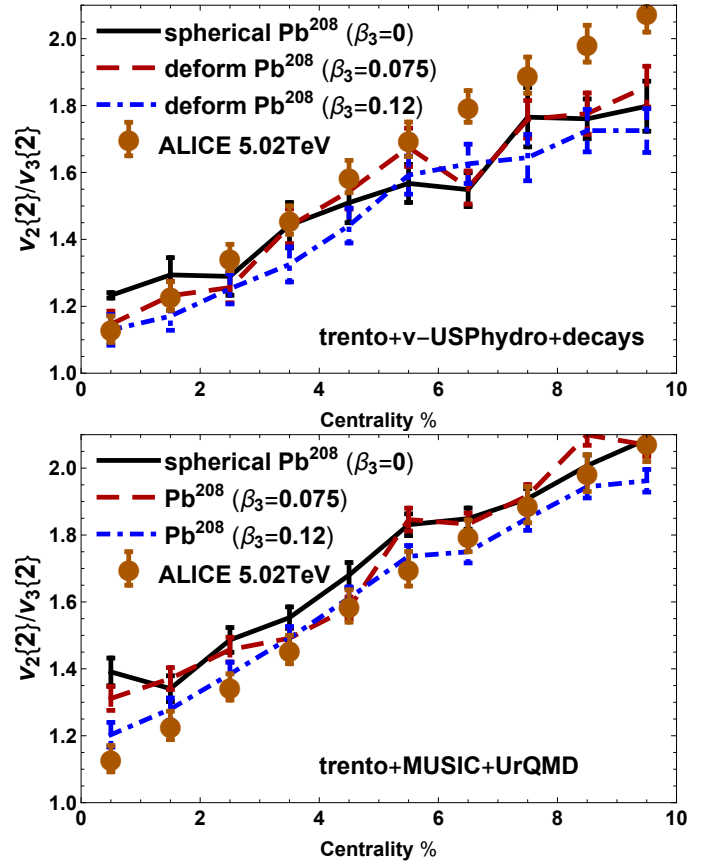 2.0
1.8
1.6
1.4
1.2
1.0
v₂{2}/v₃{2}
spherical Pb²⁰⁸ (β₃=0)
deform Pb²⁰⁸ (β₃=0.075)
deform Pb²⁰⁸ (β₃=0.12)
ALICE 5.02TeV
trento+v−USPhydro+decays
0 2 4 6 8 10
Centrality %
2.0
1.8
1.6
1.4
1.2
1.0
v₂{2}/v₃{2}
spherical Pb²⁰⁸ (β₃=0)
Pb²⁰⁸ (β₃=0.075)
Pb²⁰⁸ (β₃=0.12)
ALICE 5.02TeV
trento+MUSIC+UrQMD
0 2 4 6 8 10
Centrality %